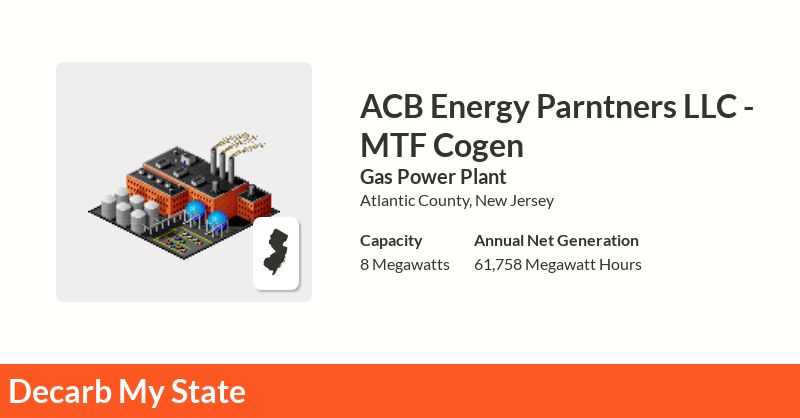 ACB Energy Parntners LLC -
MTF Cogen
Gas Power Plant
Atlantic County, New Jersey
Capacity
8 Megawatts
Annual Net Generation
61,758 Megawatt Hours
Decarb My State